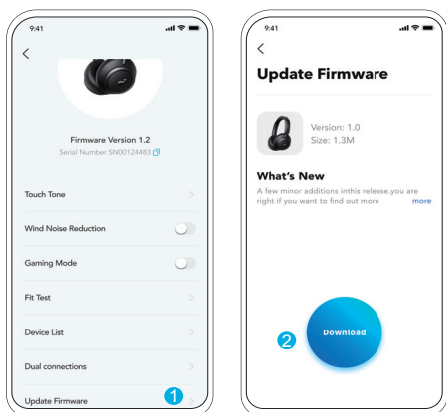 9:41
Firmware Version 1.2
Serial Number SN00124483
Touch Tone
Wind Noise Reduction
Gaming Mode
Fit Test
Device List
Dual connections
Update Firmware
1
9:41
Update Firmware
Version: 1.0
Size: 1.3M
What's New
A few minor additions inthis relesse.you are
right if you want to find out more more
2
Download